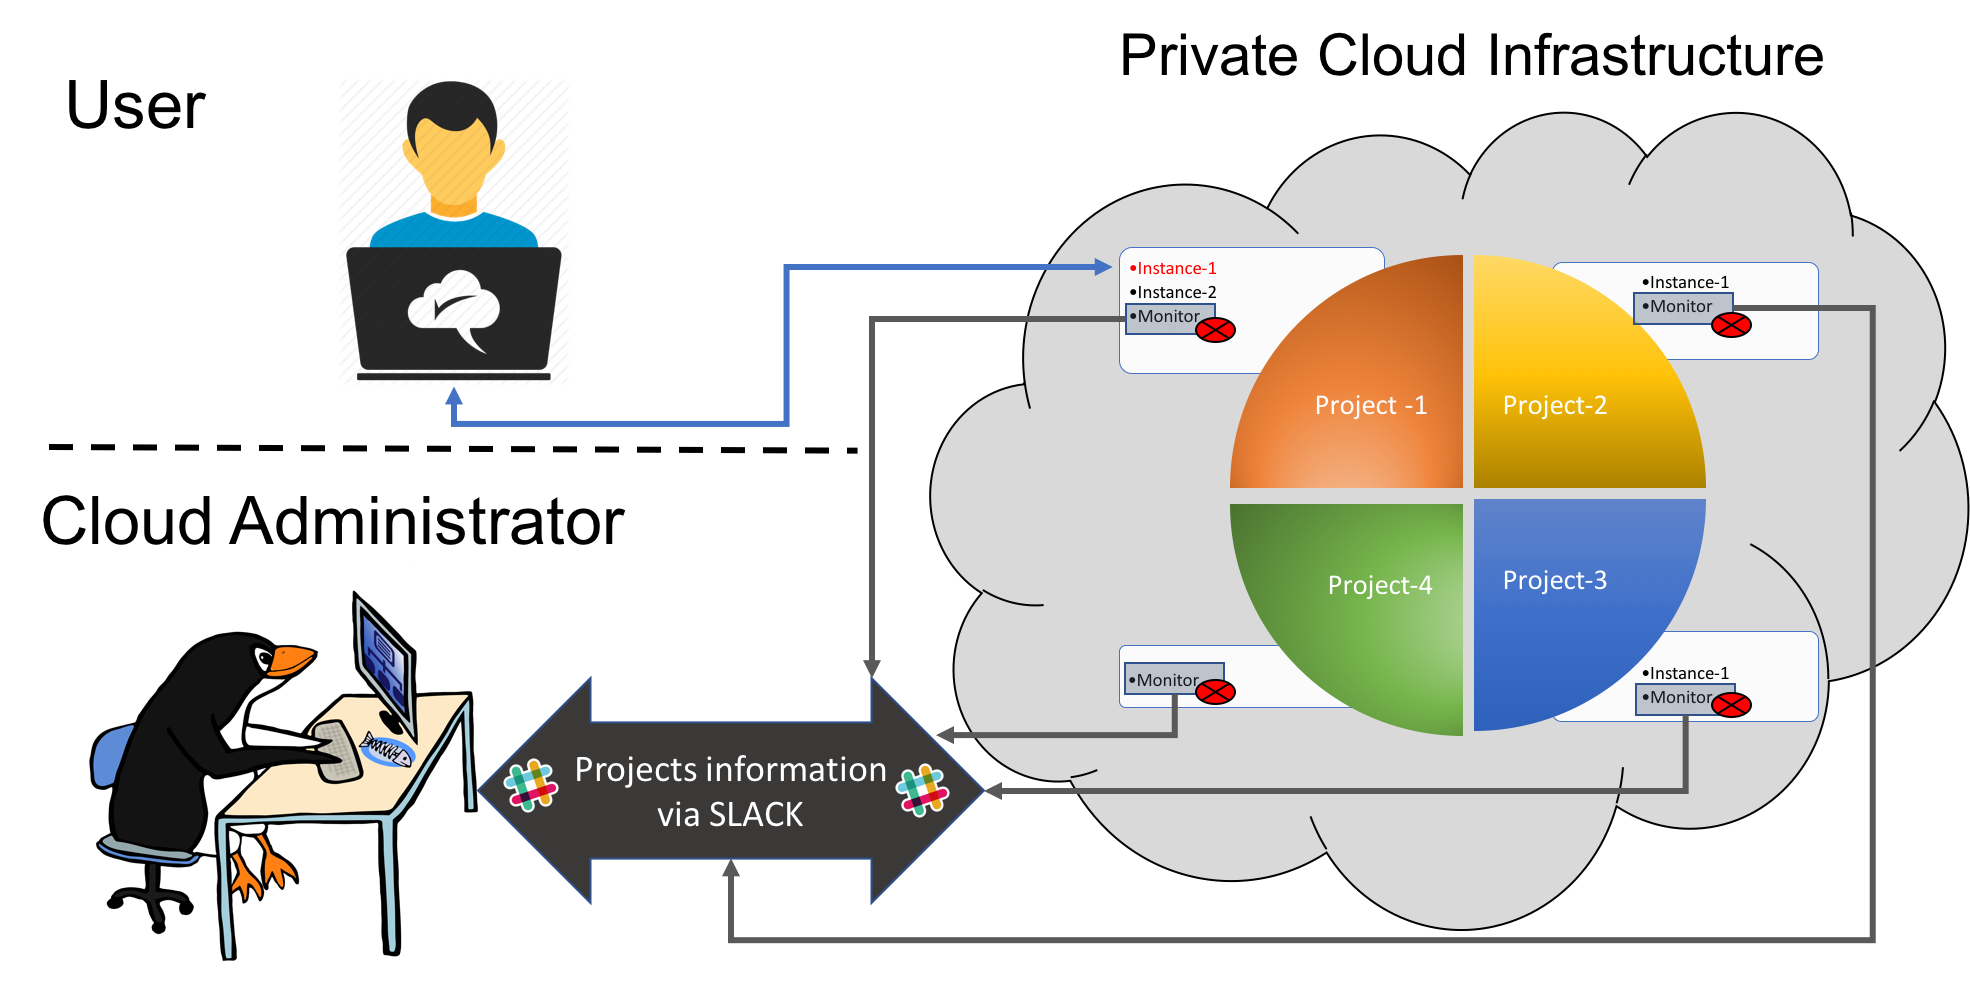 Private Cloud Infrastructure
User
•Instance-1
•Instance-2
•Monitor
•Instance-1
•Monitor
Project -1
Project-2
Cloud Administrator
Project-4
Project-3
•Monitor
•Instance-1
•Monitor
Projects information
via SLACK